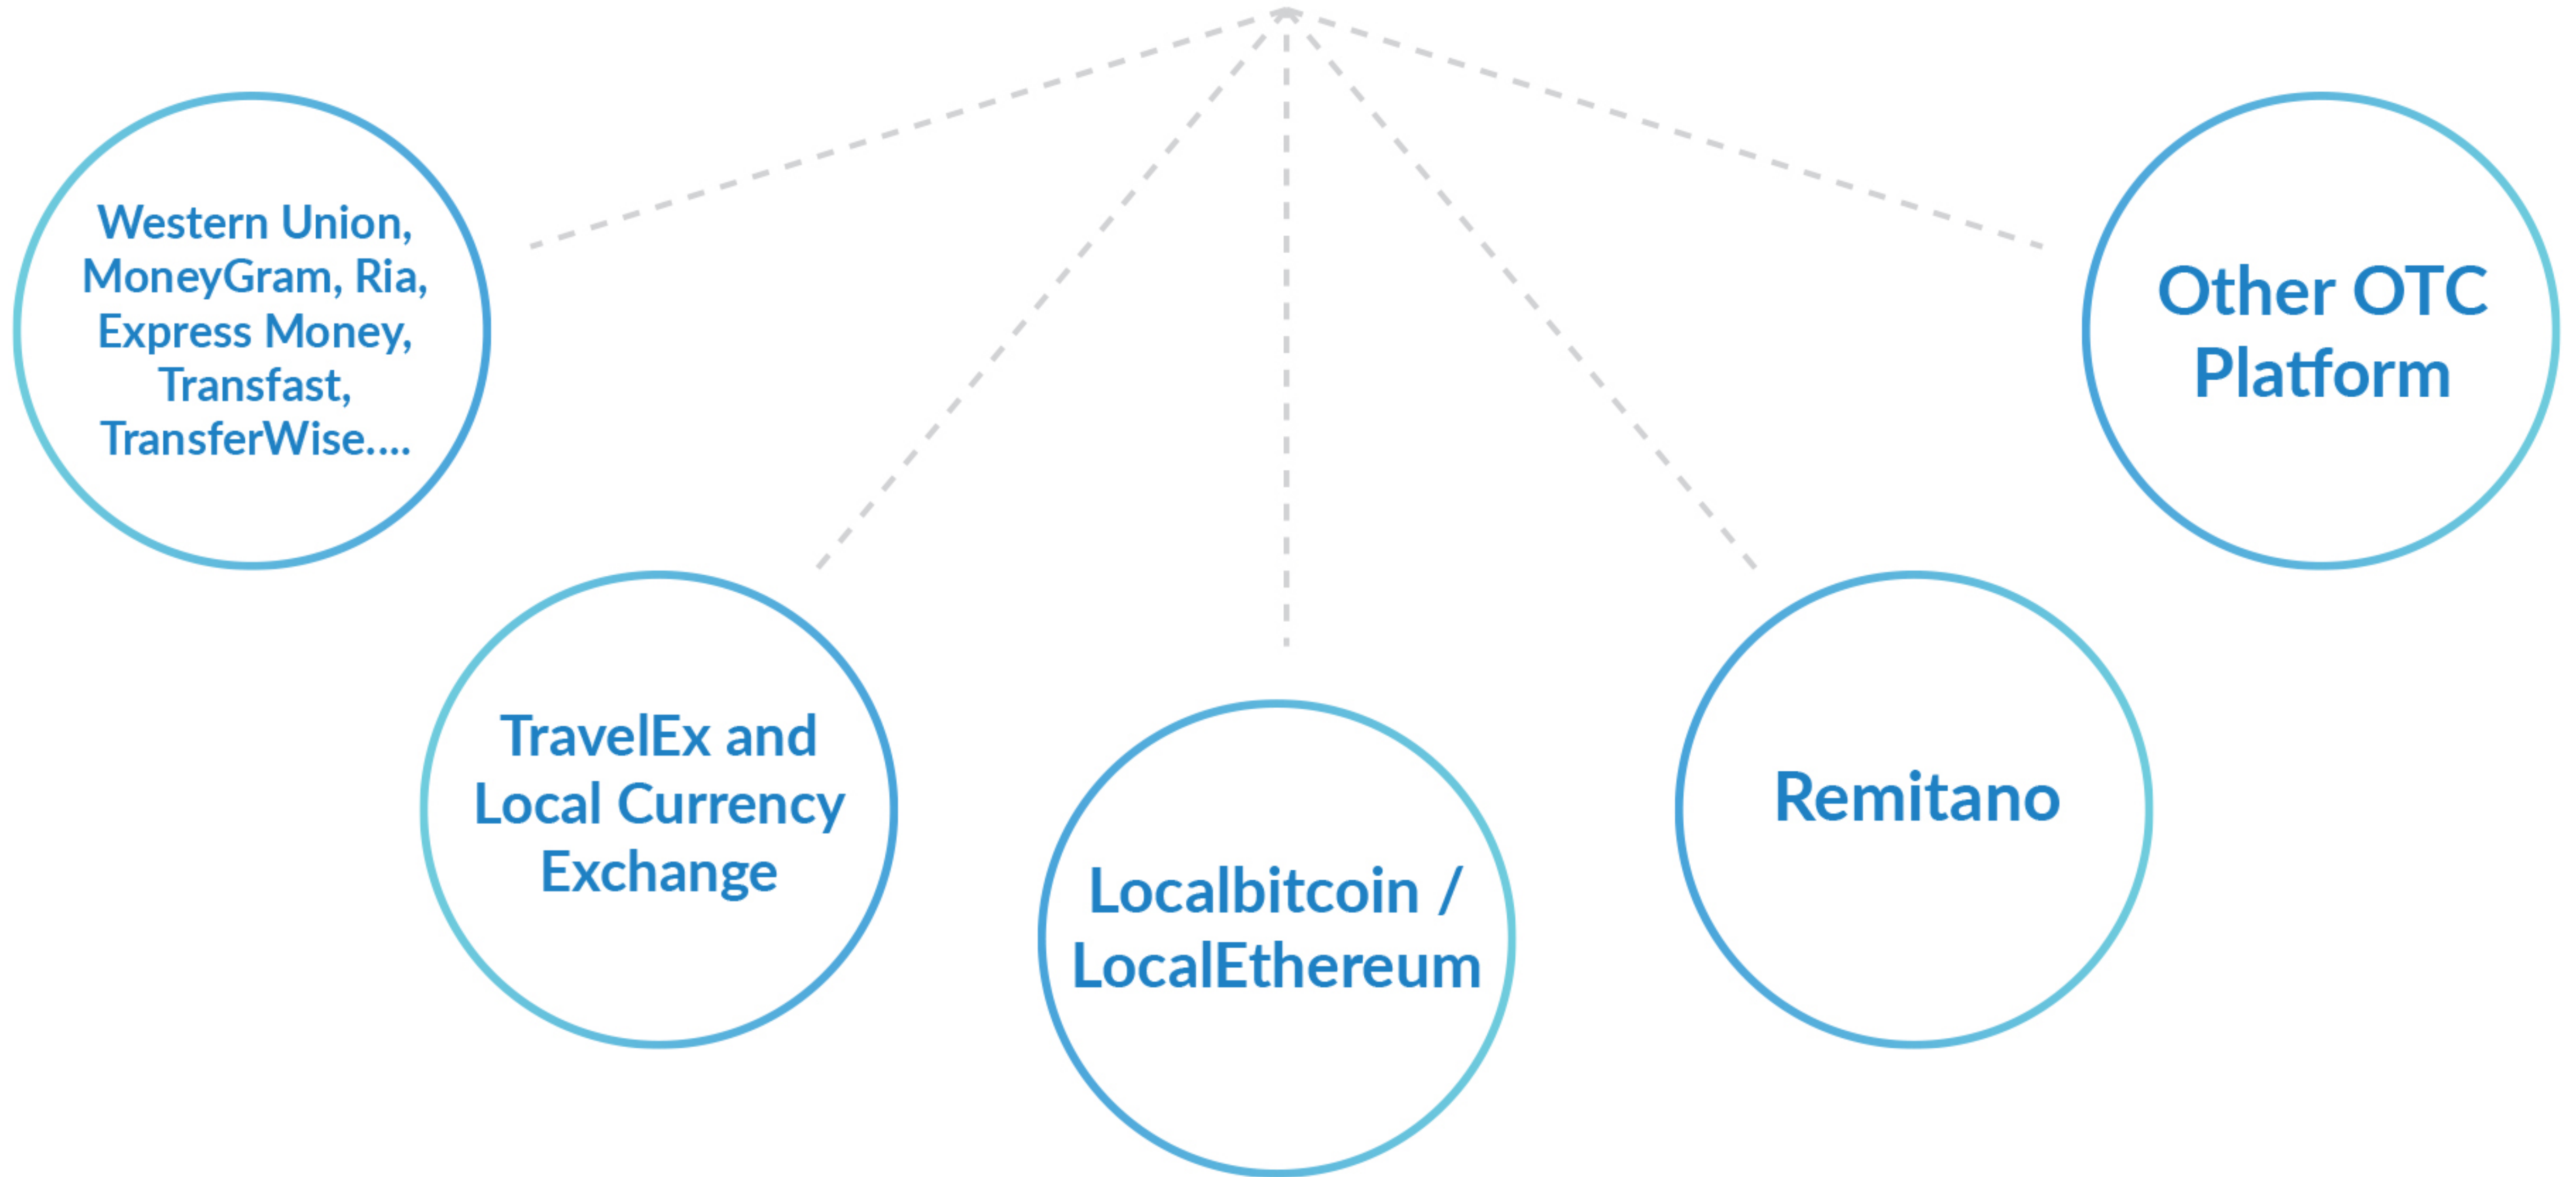 Western Union,
MoneyGram, Ria,
Express Money,
Transfast,
TransferWise....
TravelEx and
Local Currency
Exchange
Localbitcoin /
LocalEthereum
Remitano
Other OTC
Platform